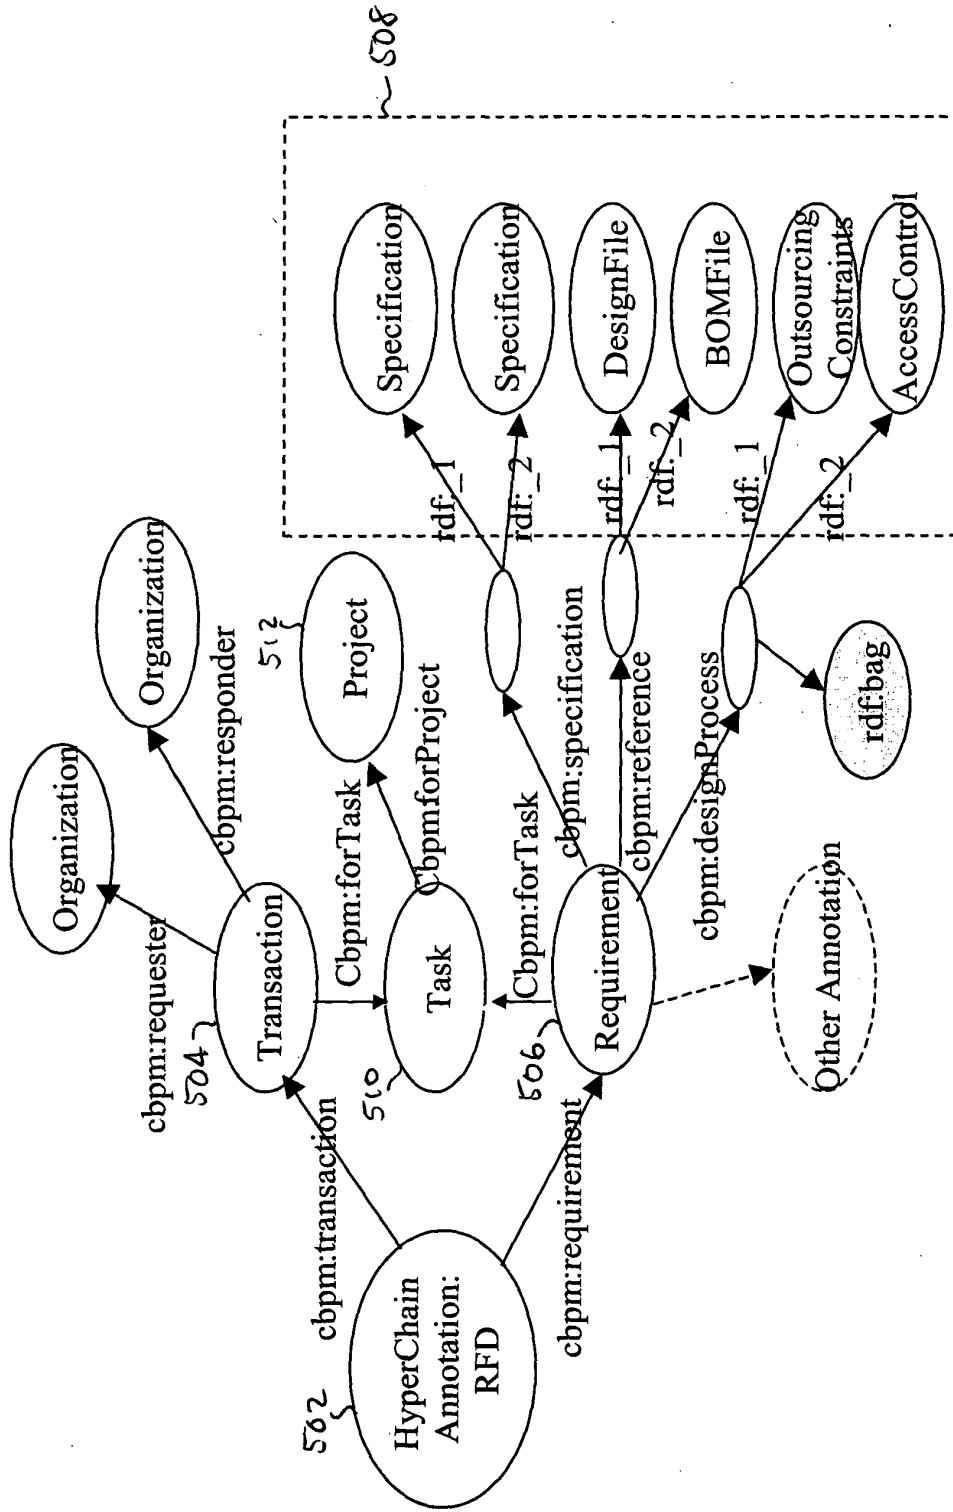 508
Organization
Organization
cbpm:requester
cbpm:responder
504
Transaction
512
Project
cbpm:transaction
Cbpm:forTask
CbpmforProject
510
Task
502
HyperChain
Annotation:
RFD
Cbpm:forTask
506
Requirement
cbpm:requirement
cbpm:specification
cbpm:reference
cbpm:designProcess
Other Annotation
rdf:bag
rdf:_1
Specification
rdf:_2
Specification
rdf:_1
DesignFile
rdf:_2
BOMFile
rdf:_1
Outsourcing
Constraints
rdf:_2
AccessControl